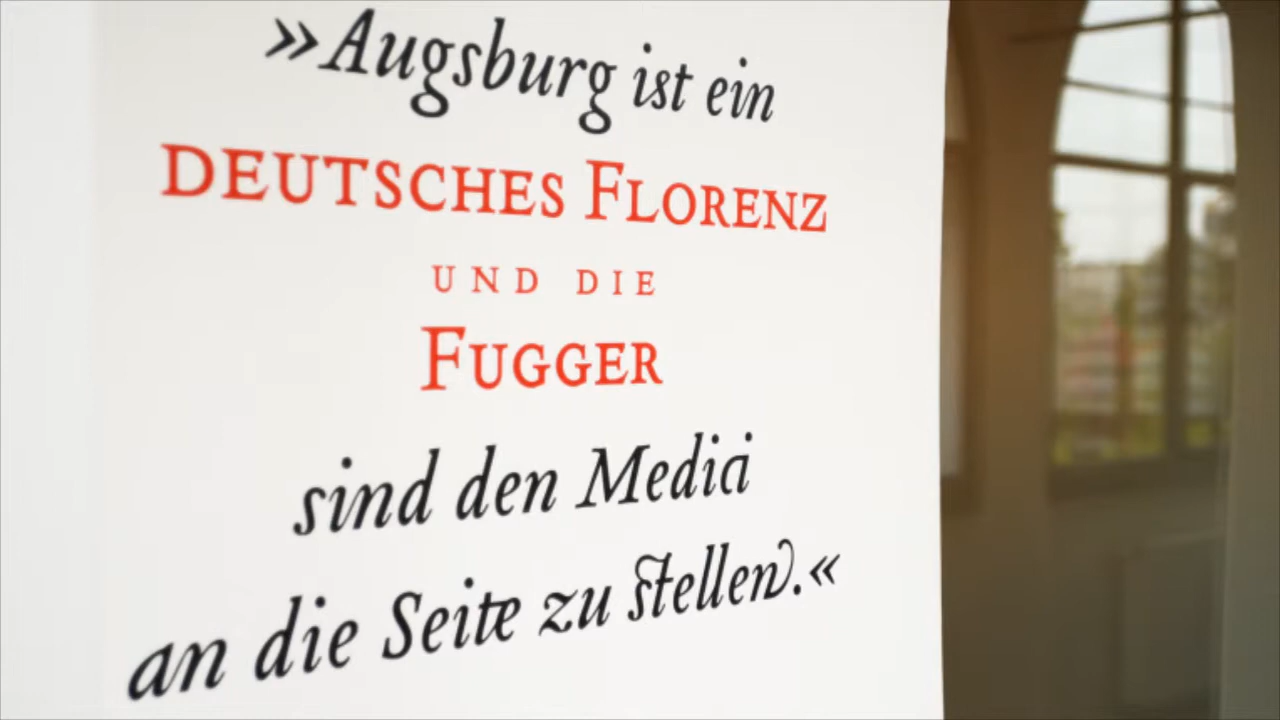 »Augsburg ist ein
DEUTSCHES FLORENZ
UND DIE
FUGGER
sind den Medici
an die Seite zu stellen.«